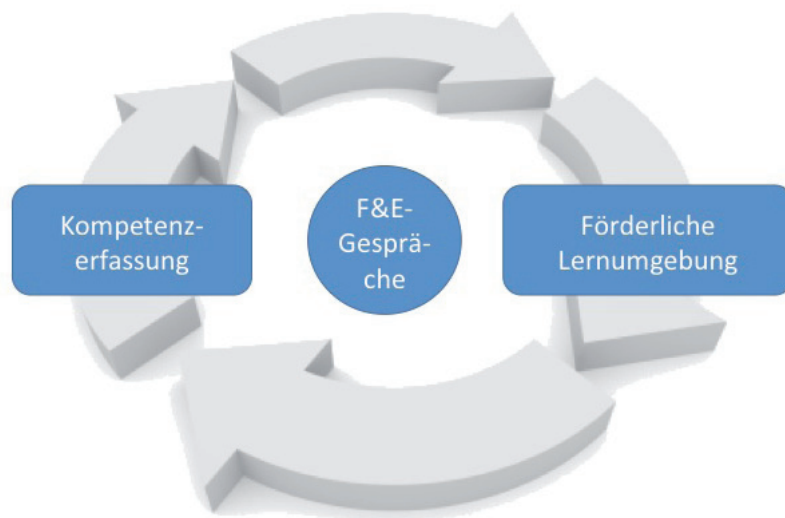 Kompetenz-
erfassung
F&E-
Gesprä-
che
Förderliche
Lernumgebung